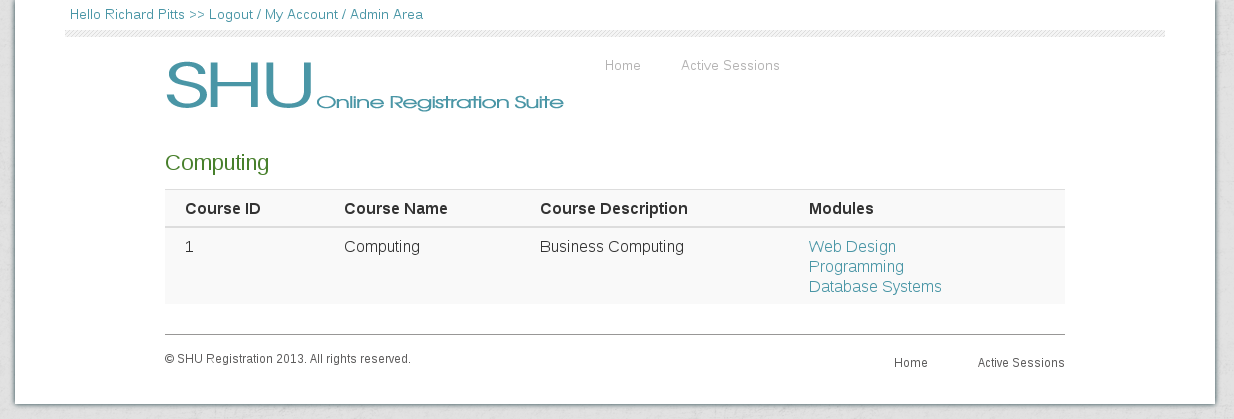 Hello Richard Pitts >> Logout / My Account / Admin Area
SHU Online Registration Suite
Home Active Sessions
Computing
Course ID Course Name Course Description Modules
1 Computing Business Computing Web Design
Programming
Database Systems
© SHU Registration 2013. All rights reserved.
Home Active Sessions